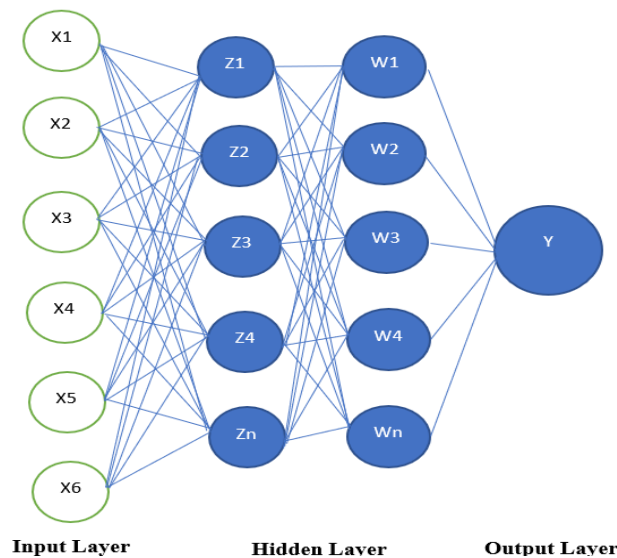 X1
X2
X3
X4
X5
X6
Z1
Z2
Z3
Z4
Zn
W1
W2
W3
W4
Wn
Y
Input Layer
Hidden Layer
Output Layer